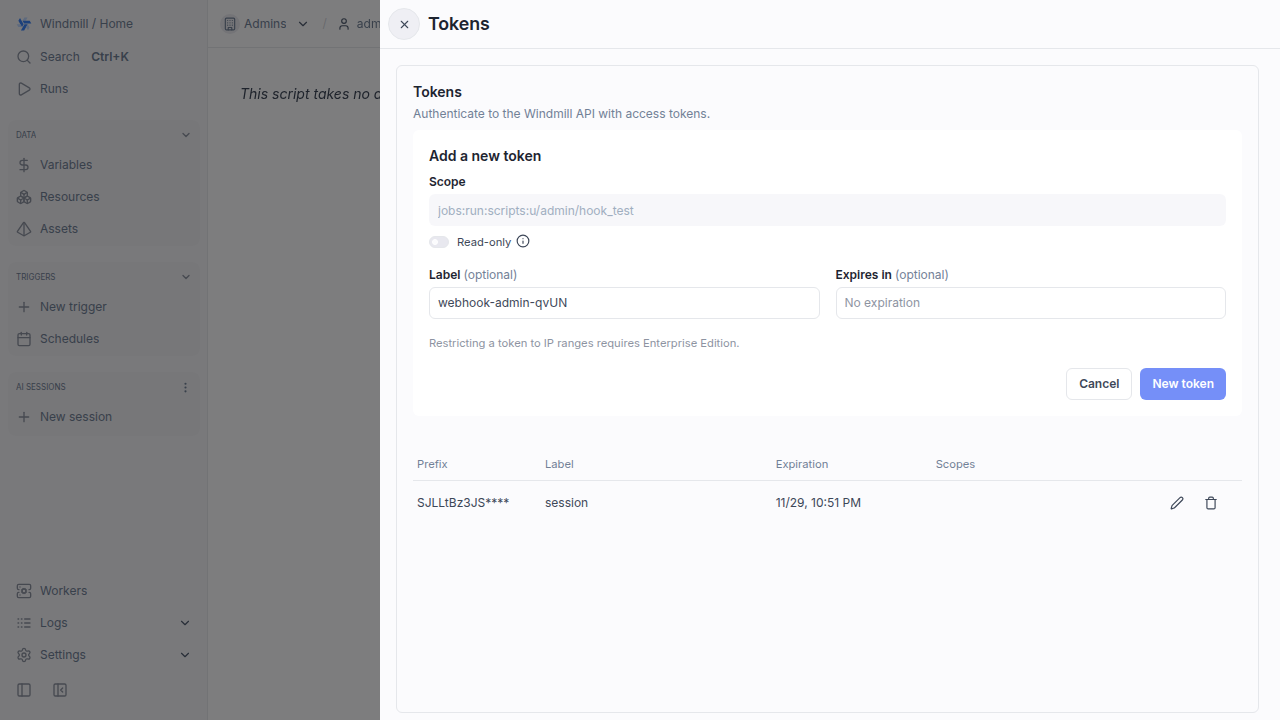 Windmill / Home
Search Ctrl+K
Runs
DATA
Variables
Resources
Assets
TRIGGERS
New trigger
Schedules
AI SESSIONS
New session
Workers
Logs
Settings
Admins / adm
This script takes no
Tokens
Tokens
Authenticate to the Windmill API with access tokens.
Add a new token
Scope
jobs:run:scripts:u/admin/hook_test
Read-only
Label (optional)
webhook-admin-qvUN
Expires in (optional)
No expiration
Restricting a token to IP ranges requires Enterprise Edition.
Cancel
New token
Prefix Label Expiration Scopes
SJLLtBz3JS**** session 11/29, 10:51 PM